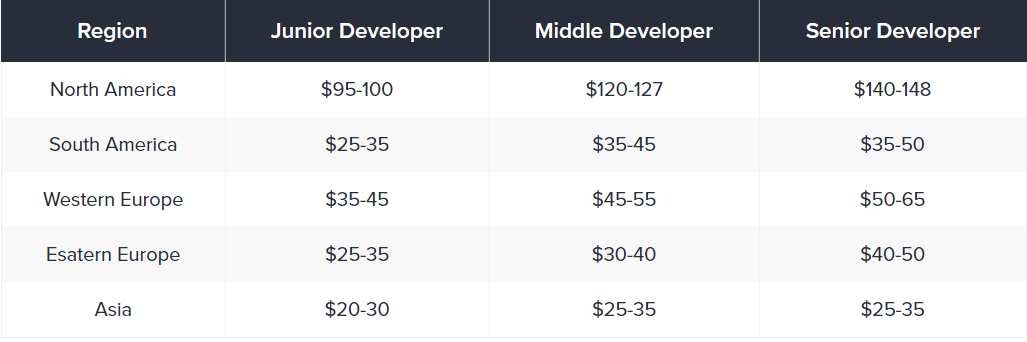 Region Junior Developer Middle Developer Senior Developer
North America $95-100 $120-127 $140-148
South America $25-35 $35-45 $35-50
Western Europe $35-45 $45-55 $50-65
Esatern Europe $25-35 $30-40 $40-50
Asia $20-30 $25-35 $25-35